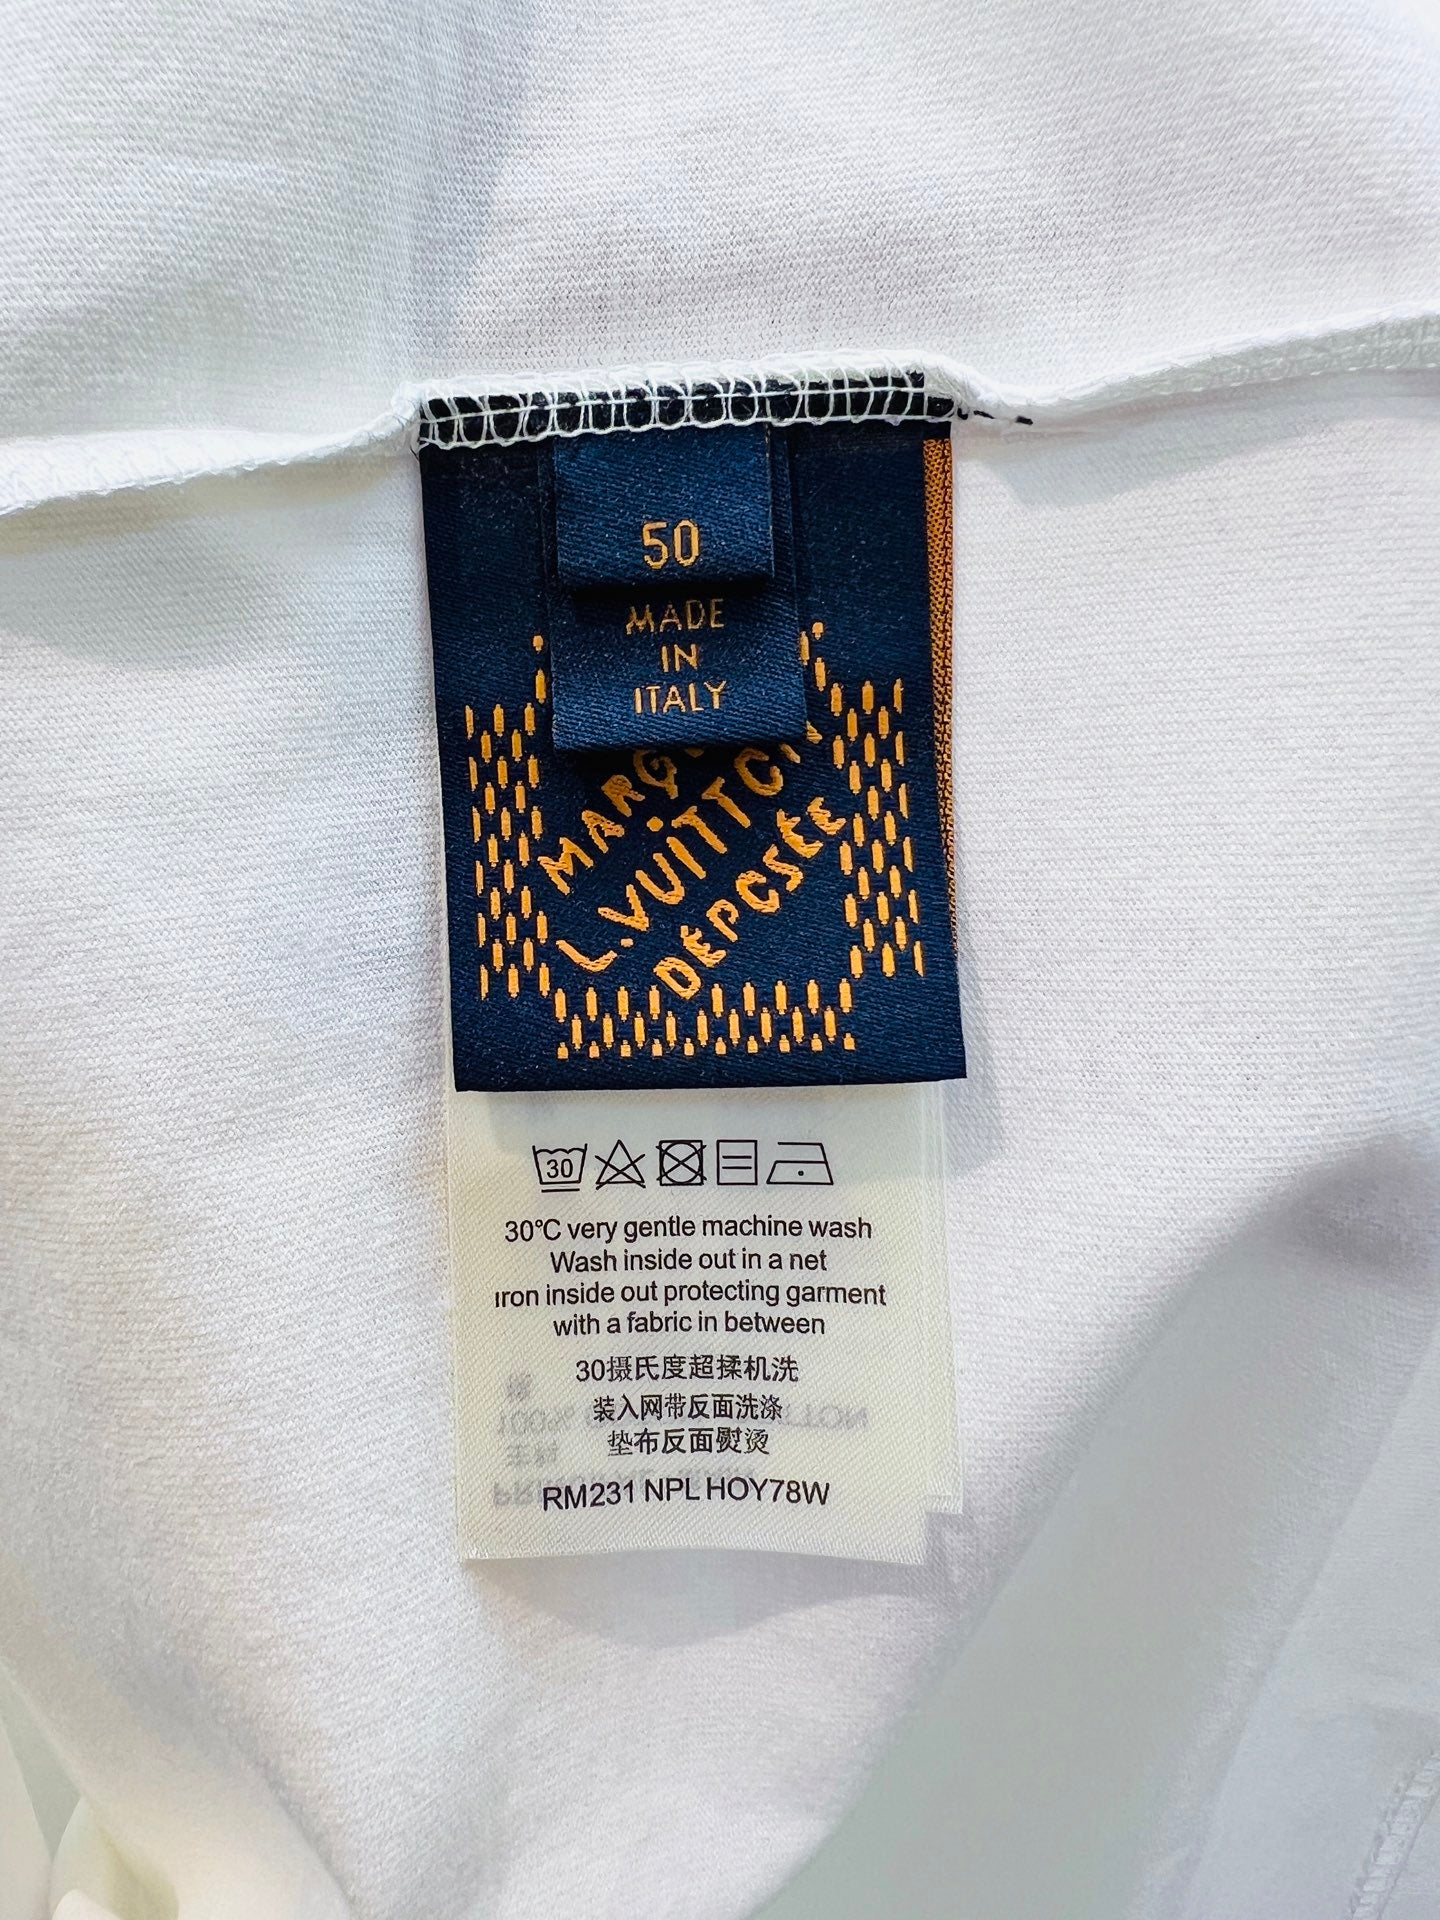 50
MADE
IN
ITALY
L.VUITTON
DEPOSÉE
30
30°C very gentle machine wash
Wash inside out in a net
Iron inside out protecting garment
with a fabric in between
30摄氏度超揉机洗
装入网带反面洗涤
垫布反面熨烫
RM231 NPL HOY78W